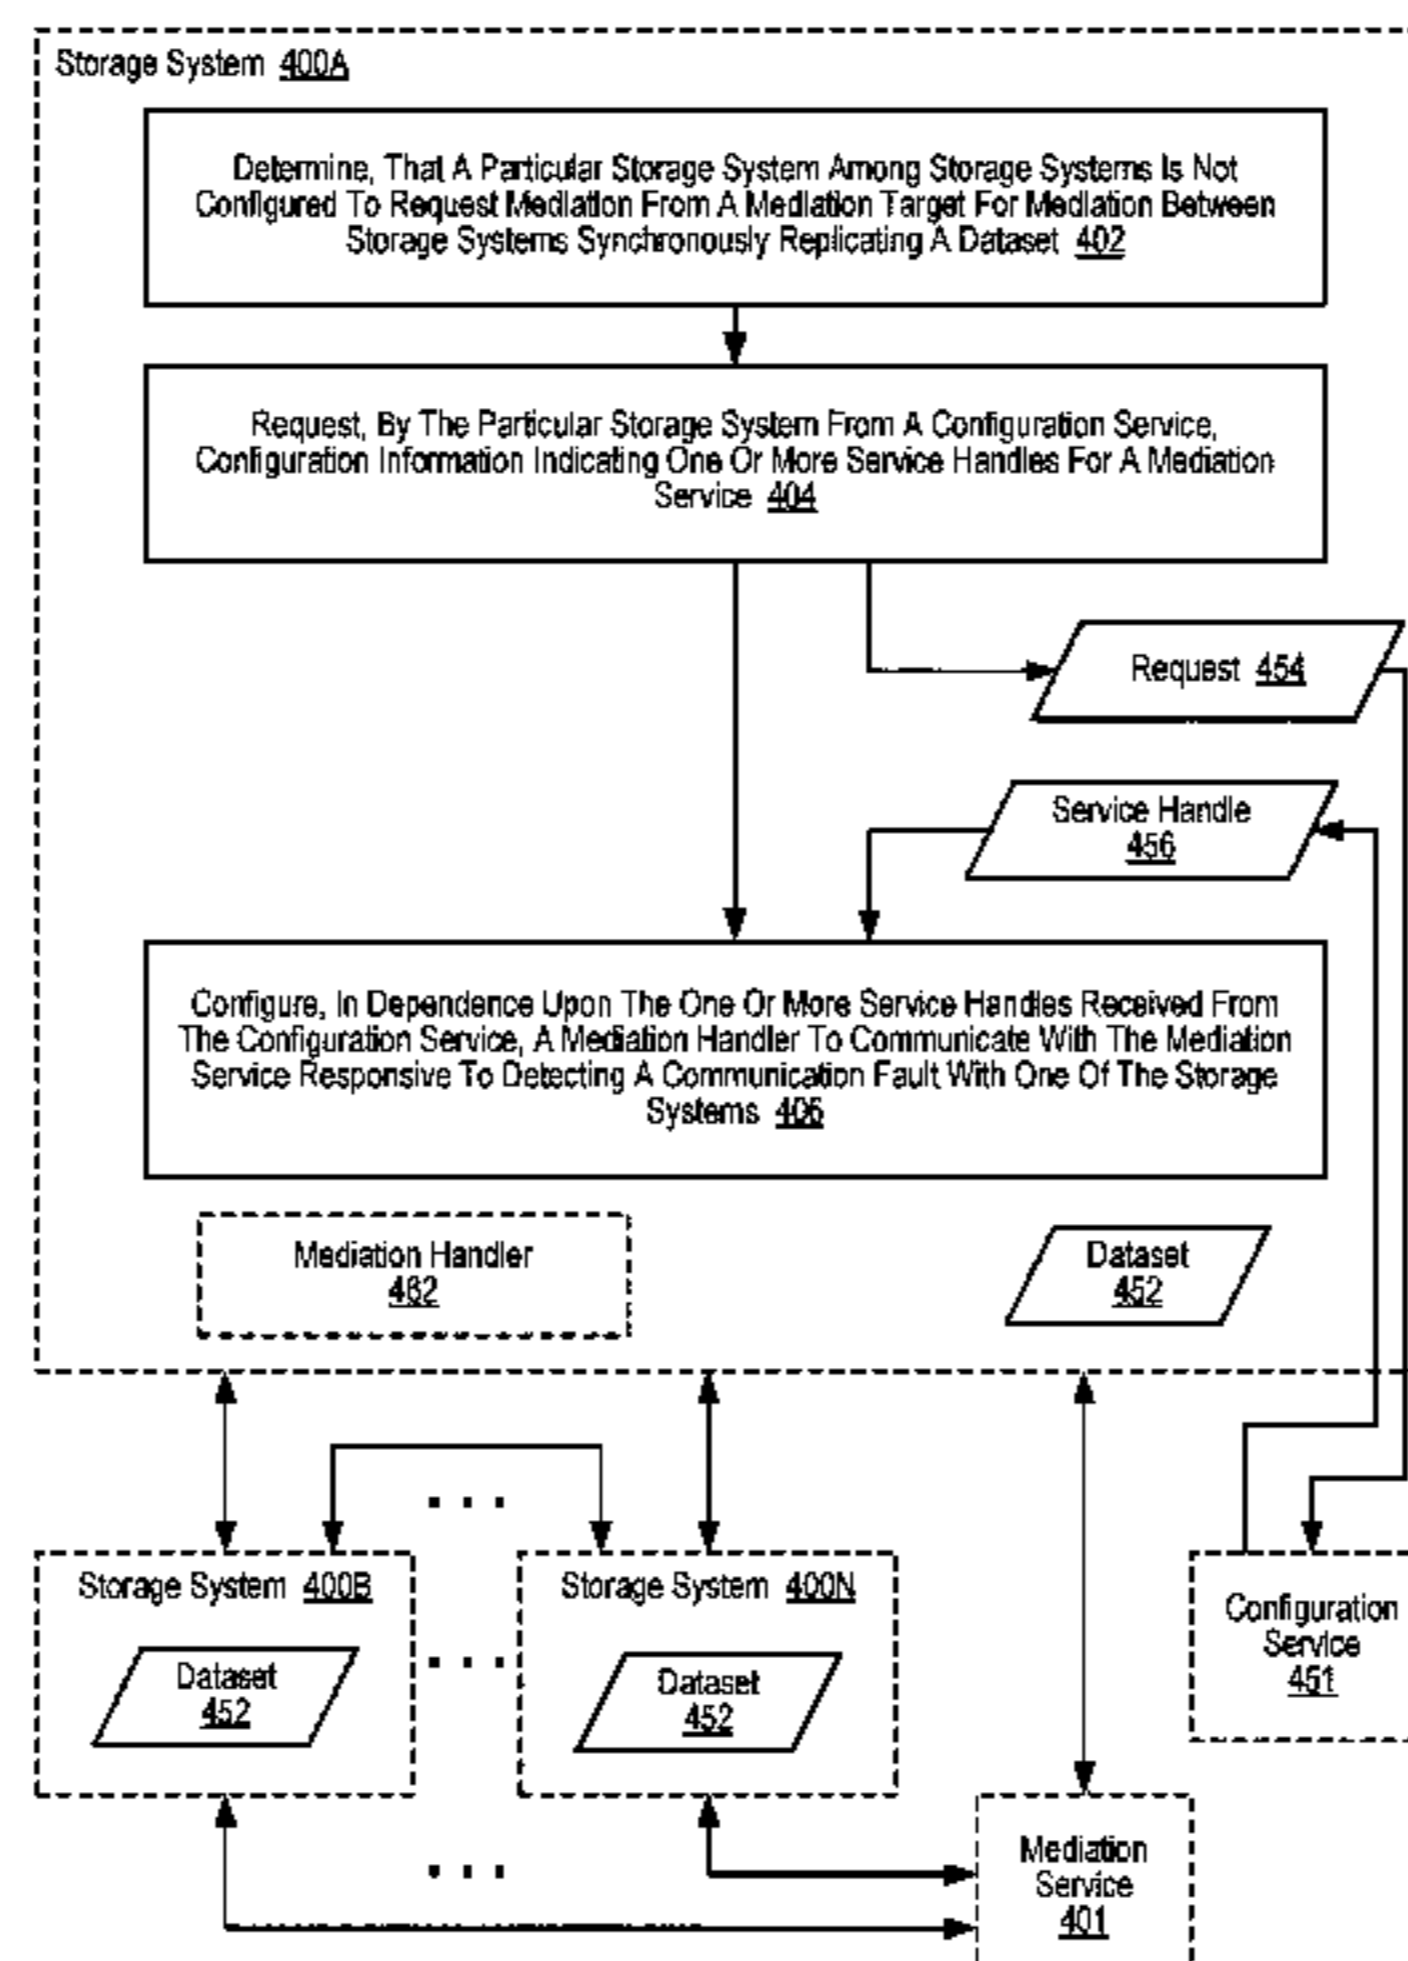 Storage System 400A
Determine, That A Particular Storage System Among Storage Systems Is Not
Configured To Request Mediation From A Mediation Target For Mediation Between
Storage Systems Synchronously Replicating A Dataset 402
Request, By The Particular Storage System From A Configuration Service,
Configuration Information Indicating One Or More Service Handles For A Mediation
Service 404
Request 454
Service Handle
456
Configure, In Dependence Upon The One Or More Service Handles Received From
The Configuration Service, A Mediation Handler To Communicate With The Mediation
Service Responsive To Detecting A Communication Fault With One Of The Storage
Systems 406
Mediation Handler
462
Dataset
452
Storage System 400B
Dataset
452
Storage System 400N
Dataset
452
Configuration
Service
451
Mediation
Service
401